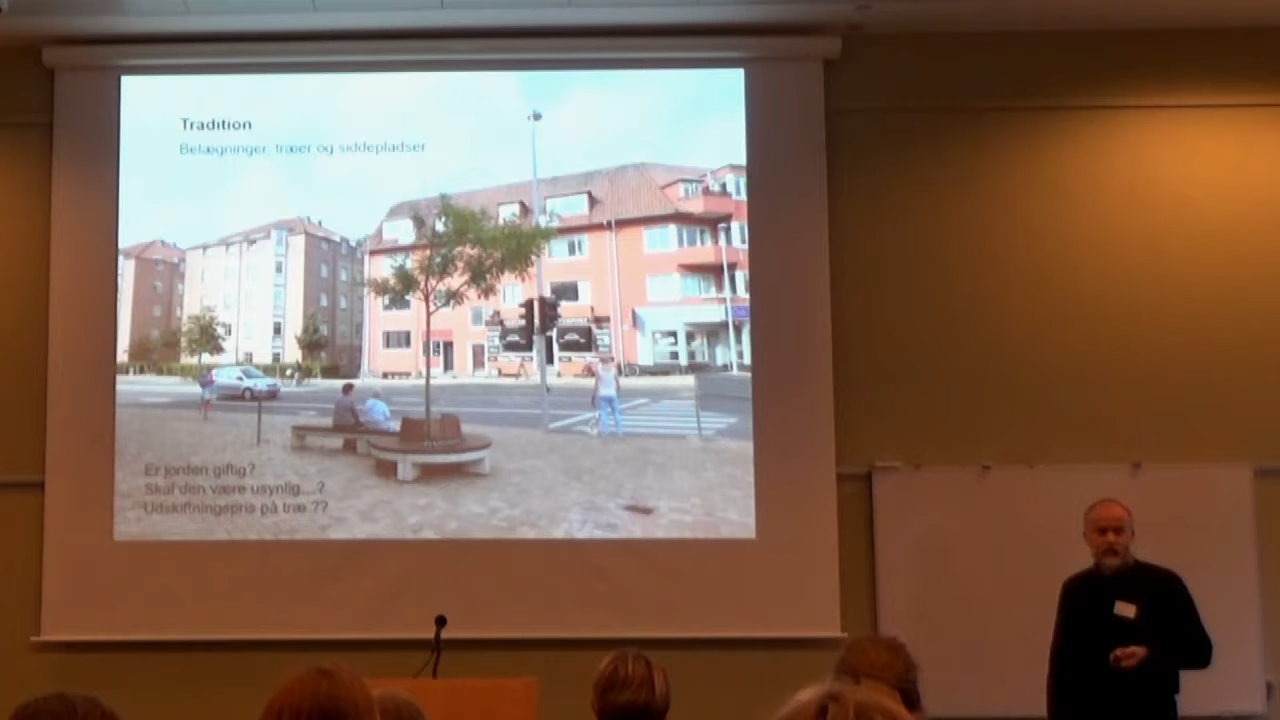 Tradition
Belægninger, træer og siddepladser
Er jorden giftig?
Skal den være usynlig....?
Udskiftningspris på træ ??